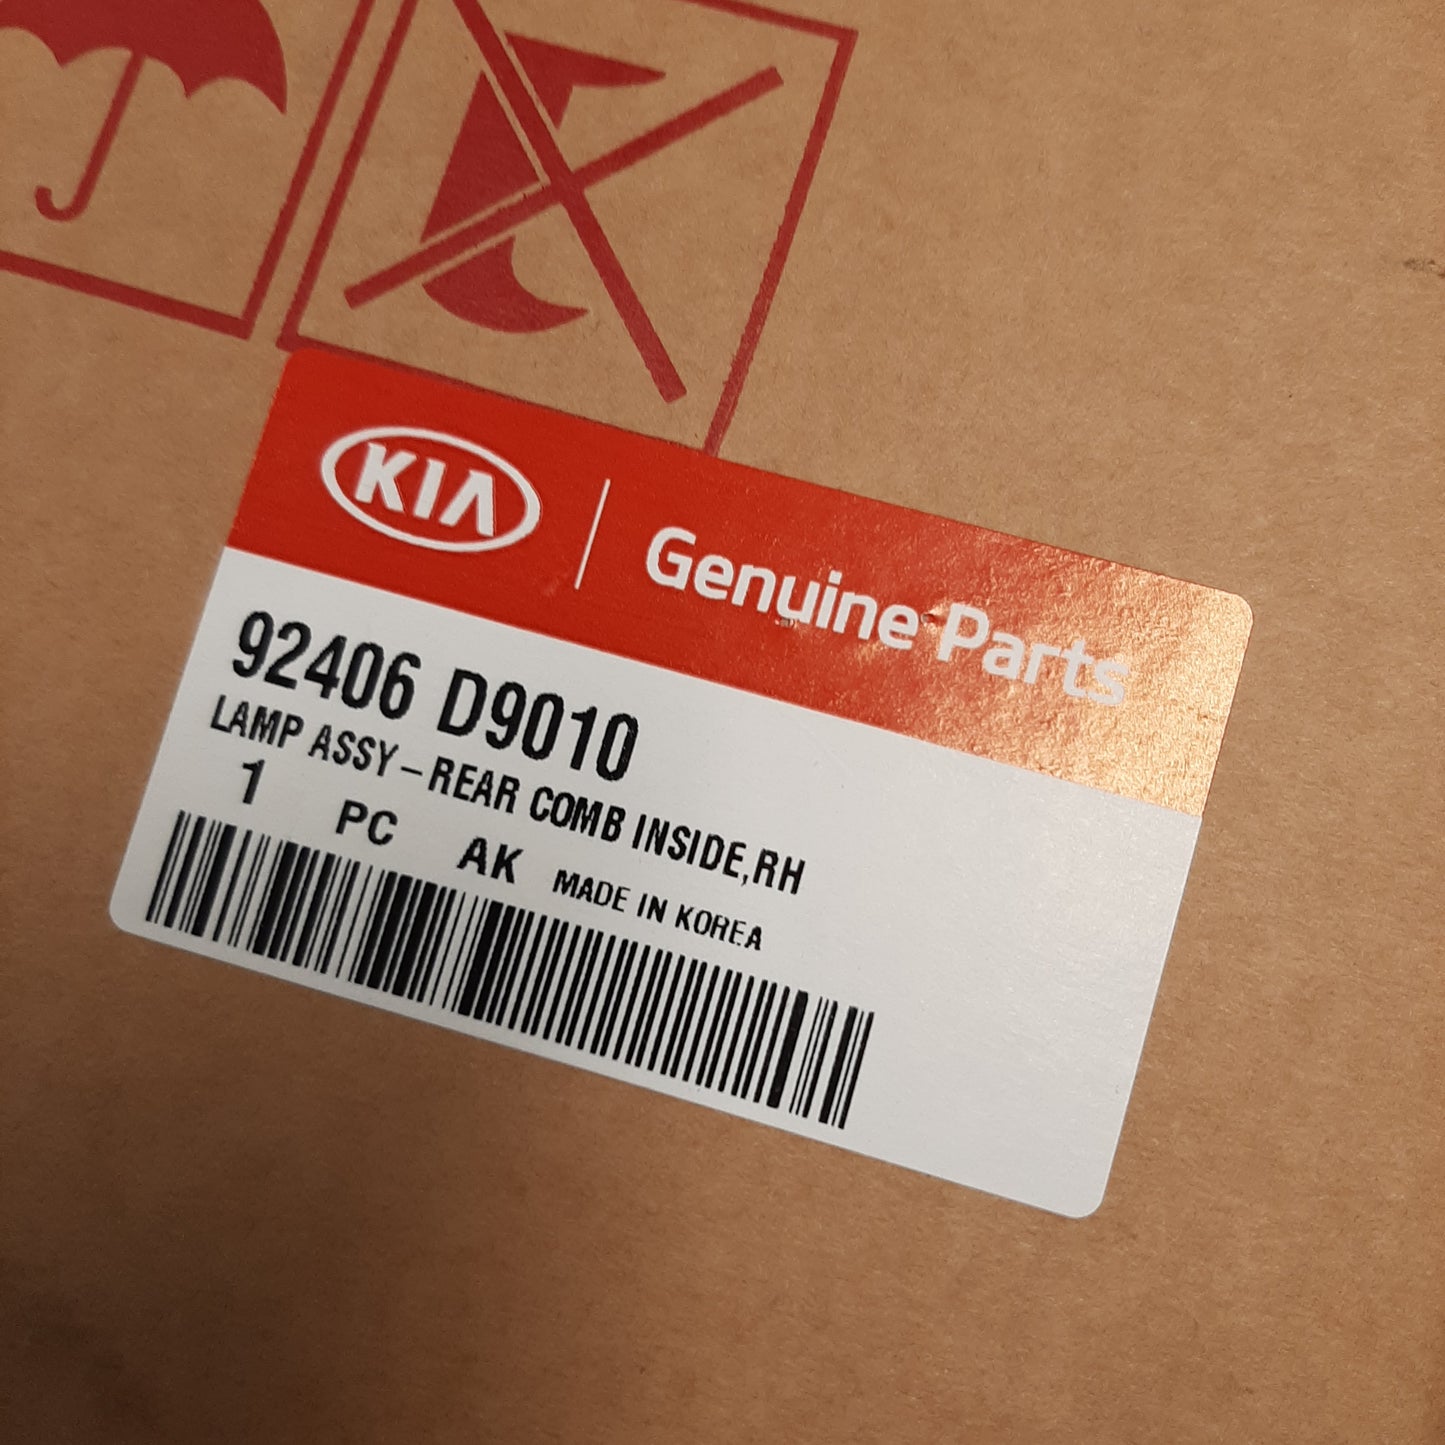 KIA Genuine Parts
92406 D9010
LAMP ASSY-REAR COMB INSIDE,RH
1 PC AK MADE IN KOREA